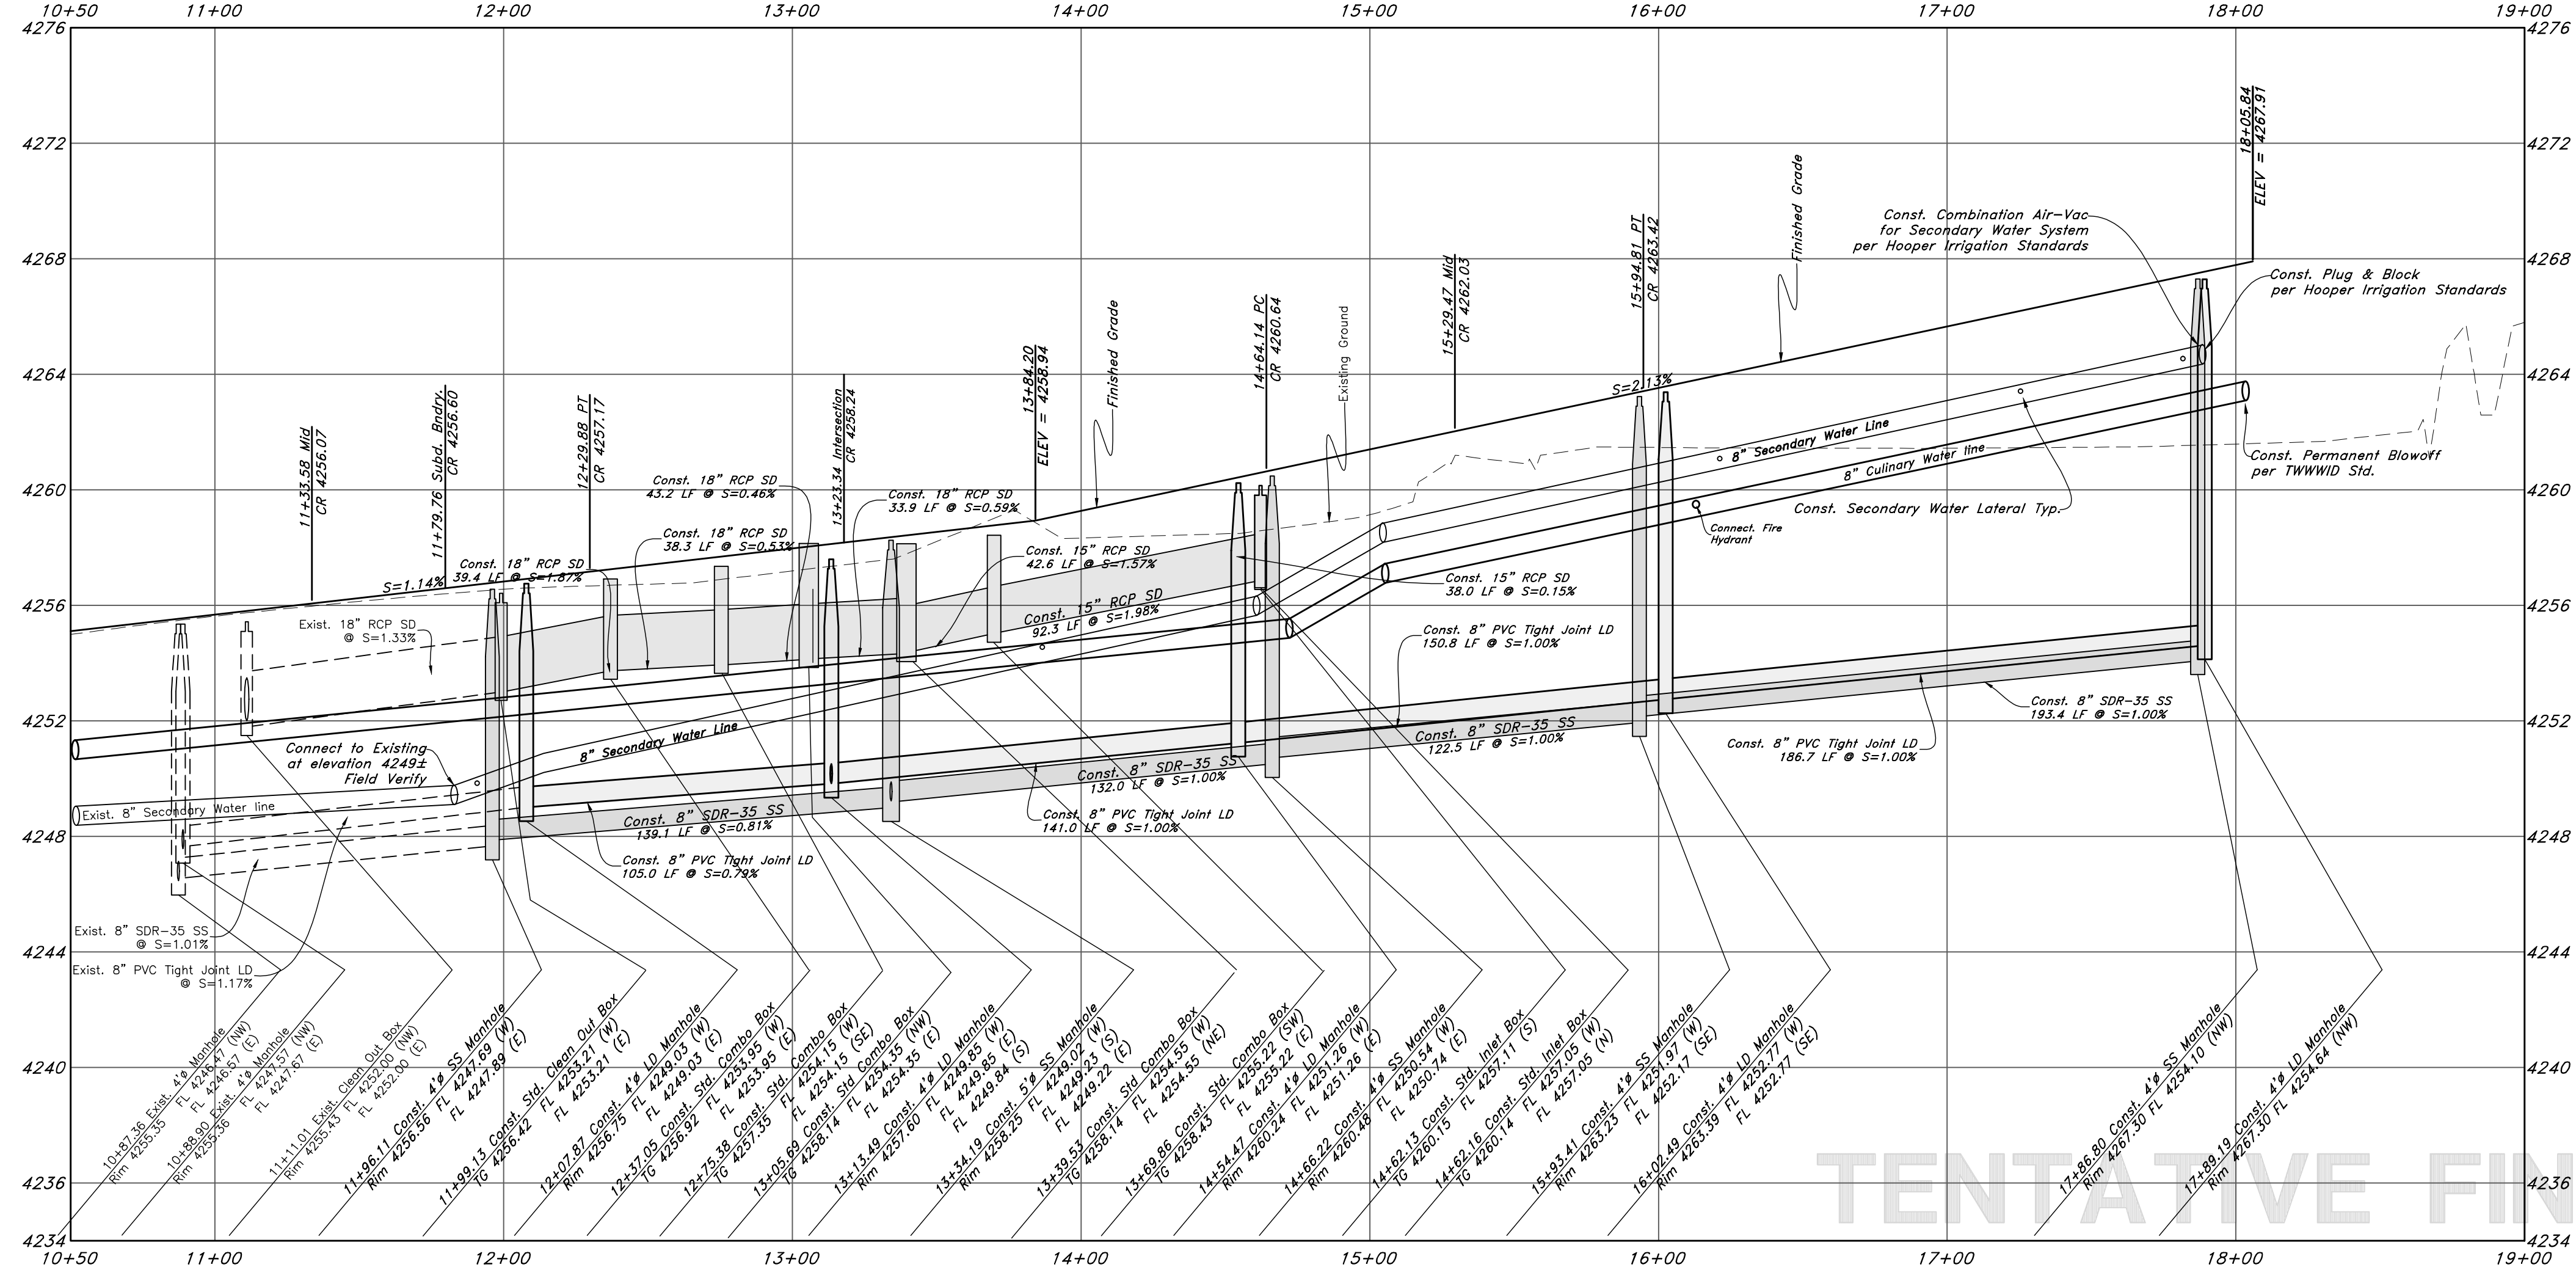 10+50 11+00 12+00 13+00 14+00 15+00 16+00 17+00 18+00 19+00
4276 4276
4272 4272
4268 4268
4264 4264
4260 4260
4256 4256
4252 4252
4248 4248
4244 4244
4240 4240
4236 4236
4234 4234
10+50 11+00 12+00 13+00 14+00 15+00 16+00 17+00 18+00 19+00
11+33.58 Mid
CR 4256.07
11+79.76 Subd. Bndry.
CR 4256.60
12+29.88 PT
CR 4257.17
13+23.34 Intersection
CR 4258.24
13+84.20
ELEV = 4258.94
Finished Grade
14+64.14 PC
CR 4260.64
Existing Ground
15+29.47 Mid
CR 4262.03
15+94.81 PT
CR 4263.42
Finished Grade
18+05.84
ELEV = 4267.91
S=1.14%
S=2.13%
Const. Combination Air-Vac
for Secondary Water System
per Hooper Irrigation Standards
Const. Plug & Block
per Hooper Irrigation Standards
Const. Permanent Blowoff
per TWWWID Std.
Const. Secondary Water Lateral Typ.
Connect. Fire
Hydrant
8" Secondary Water Line
8" Culinary Water line
Const. 18" RCP SD
39.4 LF @ S=1.87%
Const. 18" RCP SD
38.3 LF @ S=0.53%
Const. 18" RCP SD
43.2 LF @ S=0.46%
Const. 18" RCP SD
33.9 LF @ S=0.59%
Const. 15" RCP SD
42.6 LF @ S=1.57%
Const. 15" RCP SD
92.3 LF @ S=1.98%
Const. 15" RCP SD
38.0 LF @ S=0.15%
Exist. 18" RCP SD
@ S=1.33%
Const. 8" PVC Tight Joint LD
150.8 LF @ S=1.00%
Const. 8" SDR-35 SS
193.4 LF @ S=1.00%
Const. 8" PVC Tight Joint LD
186.7 LF @ S=1.00%
Const. 8" SDR-35 SS
122.5 LF @ S=1.00%
Const. 8" SDR-35 SS
132.0 LF @ S=1.00%
Const. 8" PVC Tight Joint LD
141.0 LF @ S=1.00%
8" Secondary Water Line
Connect to Existing
at elevation 4249±
Field Verify
Exist. 8" Secondary Water line
Const. 8" SDR-35 SS
139.1 LF @ S=0.81%
Const. 8" PVC Tight Joint LD
105.0 LF @ S=0.79%
Exist. 8" SDR-35 SS
@ S=1.01%
Exist. 8" PVC Tight Joint LD
@ S=1.17%
10+87.36 Exist. 4'ø Manhole
Rim 4255.35 FL 4246.47 (NW)
FL 4246.57 (E)
10+88.90 Exist. 4'ø Manhole
Rim 4255.36 FL 4247.57 (NW)
FL 4247.67 (E)
11+11.01 Exist. Clean Out Box
Rim 4255.43 FL 4252.00 (NW)
FL 4252.00 (E)
11+96.11 Const. 4'ø SS Manhole
Rim 4256.56 FL 4247.69 (W)
FL 4247.89 (E)
11+99.13 Const. Std. Clean Out Box
TG 4256.42 FL 4253.21 (W)
FL 4253.21 (E)
12+07.87 Const. 4'ø LD Manhole
Rim 4256.75 FL 4249.03 (W)
FL 4249.03 (E)
12+37.05 Const. Std. Combo Box
TG 4256.92 FL 4253.95 (W)
FL 4253.95 (E)
12+75.38 Const. Std. Combo Box
TG 4257.35 FL 4254.15 (W)
FL 4254.15 (SE)
13+05.69 Const. Std Combo Box
TG 4258.14 FL 4254.35 (NW)
FL 4254.35 (E)
13+13.49 Const. 4'ø LD Manhole
Rim 4257.60 FL 4249.85 (W)
FL 4249.85 (E)
FL 4249.84 (S)
13+34.19 Const. 5'ø SS Manhole
Rim 4258.25 FL 4249.02 (W)
FL 4249.23 (S)
FL 4249.22 (E)
13+39.53 Const. Std Combo Box
TG 4258.14 FL 4254.55 (W)
FL 4254.55 (NE)
13+69.86 Const. Std. Combo Box
TG 4258.43 FL 4255.22 (SW)
FL 4255.22 (E)
14+54.47 Const. 4'ø LD Manhole
Rim 4260.24 FL 4251.26 (W)
FL 4251.26 (E)
14+66.22 Const. 4'ø SS Manhole
Rim 4260.48 FL 4250.54 (W)
FL 4250.74 (E)
14+62.13 Const. Std. Inlet Box
TG 4260.15 FL 4257.11 (S)
14+62.16 Const. Std. Inlet Box
TG 4260.14 FL 4257.05 (W)
FL 4257.05 (N)
15+93.41 Const. 4'ø SS Manhole
Rim 4263.23 FL 4251.97 (W)
FL 4252.17 (SE)
16+02.49 Const. 4'ø LD Manhole
Rim 4263.39 FL 4252.77 (W)
FL 4252.77 (SE)
17+86.80 Const. 4'ø SS Manhole
Rim 4267.30 FL 4254.10 (NW)
17+89.19 Const. 4'ø LD Manhole
Rim 4267.30 FL 4254.64 (NW)
TENTATIVE FIN